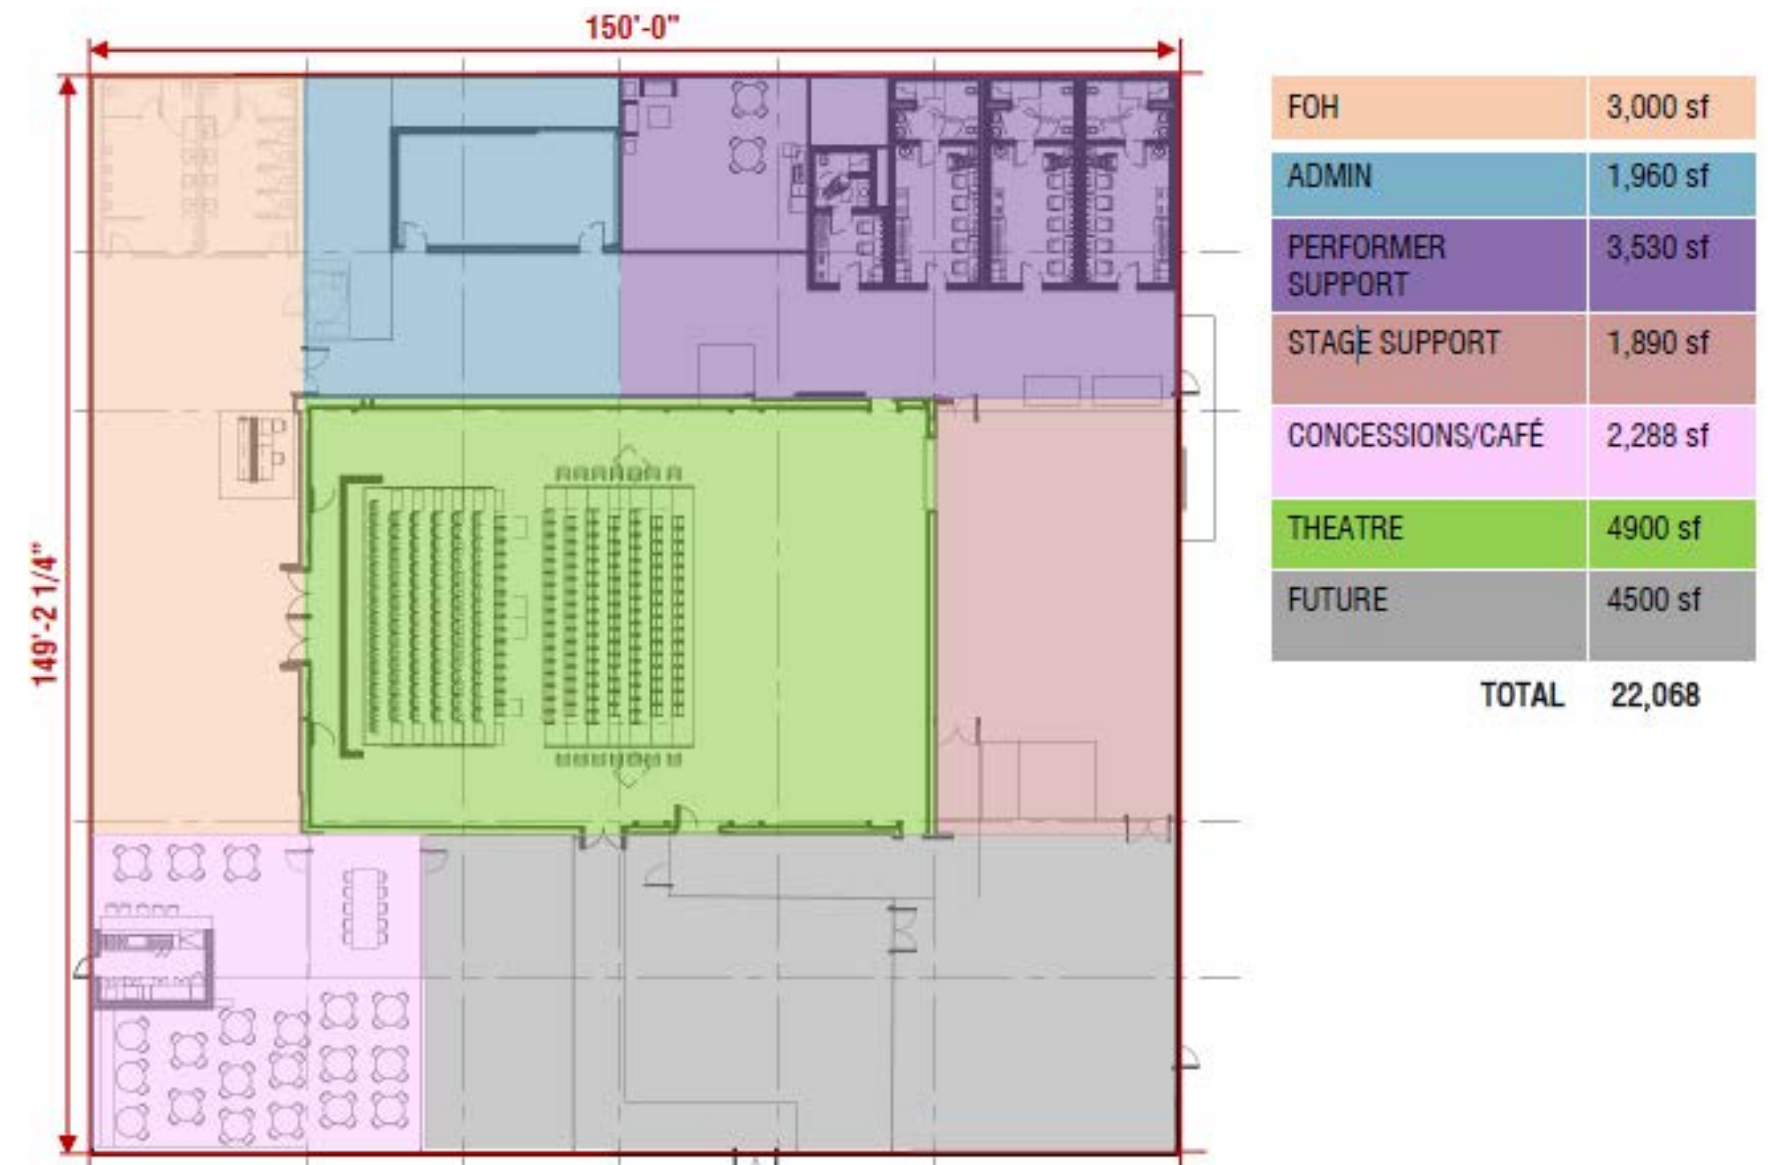 150'-0"
149'-2 1/4"
FOH 3,000 sf
ADMIN 1,960 sf
PERFORMER 3,530 sf
SUPPORT
STAGE SUPPORT 1,890 sf
CONCESSIONS/CAFÉ 2,288 sf
THEATRE 4900 sf
FUTURE 4500 sf
TOTAL 22,068